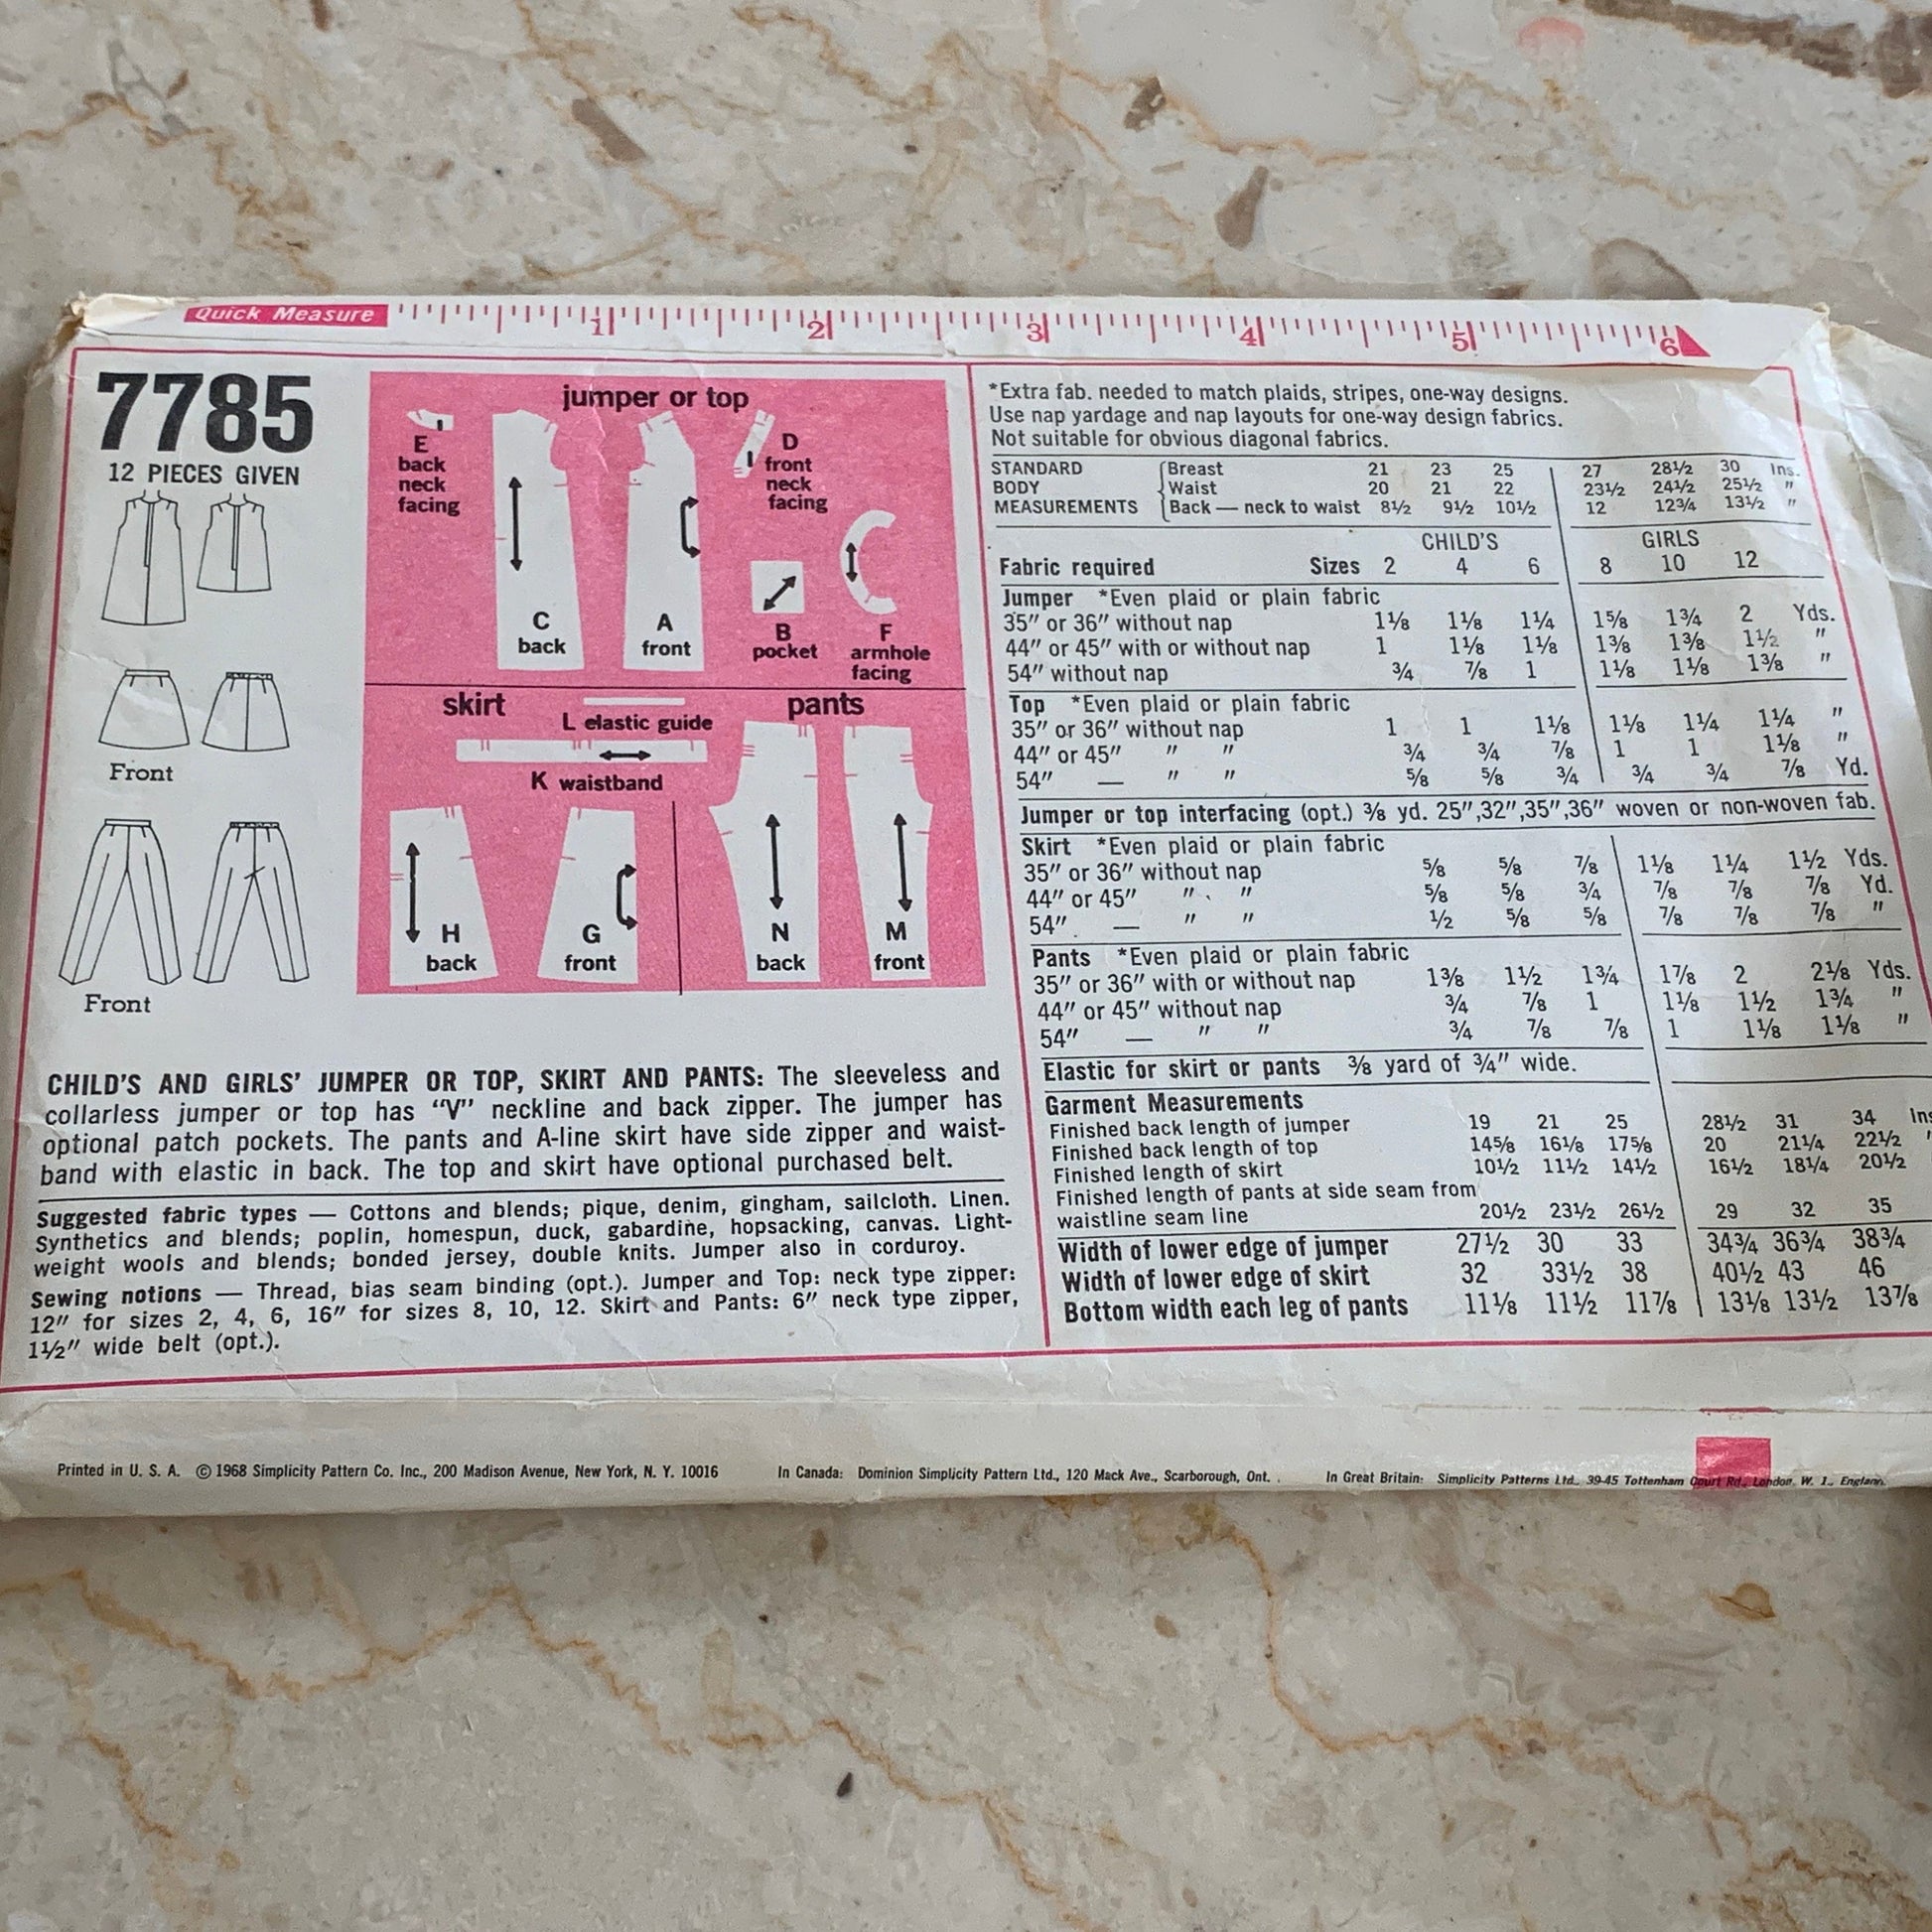 Quick Measure 1 2 3 4 5 6
7785
12 PIECES GIVEN
Front
Front
jumper or top
E
back
neck
facing
C
back
A
front
D
front
neck
facing
B
pocket
F
armhole
facing
skirt
L elastic guide
K waistband
H
back
G
front
pants
N
back
M
front
CHILD'S AND GIRLS' JUMPER OR TOP, SKIRT AND PANTS: The sleeveless and
collarless jumper or top has "V" neckline and back zipper. The jumper has
optional patch pockets. The pants and A-line skirt have side zipper and waist-
band with elastic in back. The top and skirt have optional purchased belt.
Suggested fabric types — Cottons and blends; pique, denim, gingham, sailcloth. Linen.
Synthetics and blends; poplin, homespun, duck, gabardine, hopsacking, canvas. Light-
weight wools and blends; bonded jersey, double knits. Jumper also in corduroy.
Sewing notions — Thread, bias seam binding (opt.). Jumper and Top: neck type zipper:
12" for sizes 2, 4, 6, 16" for sizes 8, 10, 12. Skirt and Pants: 6" neck type zipper,
1½" wide belt (opt.).
*Extra fab. needed to match plaids, stripes, one-way designs.
Use nap yardage and nap layouts for one-way design fabrics.
Not suitable for obvious diagonal fabrics.
STANDARD Breast 21 23 25 27 28½ 30 Ins.
BODY Waist 20 21 22 23½ 24½ 25½ "
MEASUREMENTS Back — neck to waist 8½ 9½ 10½ 12 12¾ 13½ "
CHILD'S GIRLS
Fabric required Sizes 2 4 6 8 10 12
Jumper *Even plaid or plain fabric
35" or 36" without nap 1⅛ 1⅛ 1¼ 1⅝ 1¾ 2 Yds.
44" or 45" with or without nap 1 1⅛ 1⅛ 1⅜ 1⅜ 1½ "
54" without nap ¾ ⅞ 1 1⅛ 1⅛ 1⅜ "
Top *Even plaid or plain fabric
35" or 36" without nap 1 1 1⅛ 1⅛ 1¼ 1¼ "
44" or 45" " " ¾ ¾ ⅞ 1 1 1⅛ "
54" — " " ⅝ ⅝ ¾ ¾ ¾ ⅞ Yd.
Jumper or top interfacing (opt.) ⅜ yd. 25",32",35",36" woven or non-woven fab.
Skirt *Even plaid or plain fabric
35" or 36" without nap ⅝ ⅝ ⅞ 1⅛ 1¼ 1½ Yds.
44" or 45" " " ⅝ ⅝ ¾ ⅞ ⅞ ⅞ Yd.
54" — " " ½ ⅝ ⅝ ⅞ ⅞ ⅞ "
Pants *Even plaid or plain fabric
35" or 36" with or without nap 1⅜ 1½ 1¾ 1⅞ 2 2⅛ Yds.
44" or 45" without nap ¾ ⅞ 1 1⅛ 1½ 1¾ "
54" — " " ¾ ⅞ ⅞ 1 1⅛ 1⅛ "
Elastic for skirt or pants ⅜ yard of ¾" wide.
Garment Measurements
Finished back length of jumper 19 21 25 28½ 31 34 Ins
Finished back length of top 14⅝ 16⅛ 17⅝ 20 21¼ 22½ "
Finished length of skirt 10½ 11½ 14½ 16½ 18¼ 20½
Finished length of pants at side seam from
waistline seam line 20½ 23½ 26½ 29 32 35
Width of lower edge of jumper 27½ 30 33 34¾ 36¾ 38¾
Width of lower edge of skirt 32 33½ 38 40½ 43 46
Bottom width each leg of pants 11⅛ 11½ 11⅞ 13⅛ 13½ 13⅞
Printed in U. S. A. © 1968 Simplicity Pattern Co. Inc., 200 Madison Avenue, New York, N. Y. 10016 In Canada: Dominion Simplicity Pattern Ltd., 120 Mack Ave., Scarborough, Ont. In Great Britain: Simplicity Patterns Ltd., 39-45 Tottenham Court Rd., London, W. 1., England.